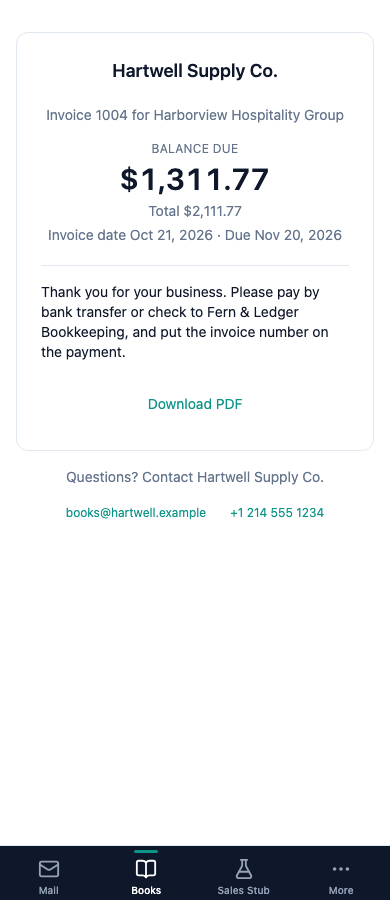 Hartwell Supply Co.
Invoice 1004 for Harborview Hospitality Group
BALANCE DUE
$1,311.77
Total $2,111.77
Invoice date Oct 21, 2026 · Due Nov 20, 2026
Thank you for your business. Please pay by
bank transfer or check to Fern & Ledger
Bookkeeping, and put the invoice number on
the payment.
Download PDF
Questions? Contact Hartwell Supply Co.
books@hartwell.example +1 214 555 1234
Mail Books Sales Stub More